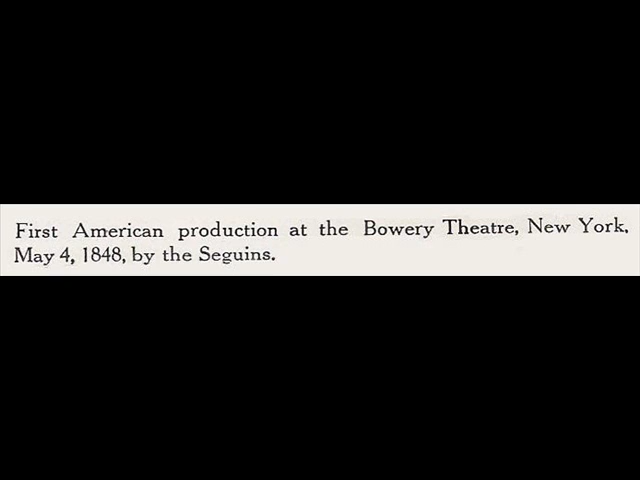 First American production at the Bowery Theatre, New York,
May 4, 1848, by the Seguins.